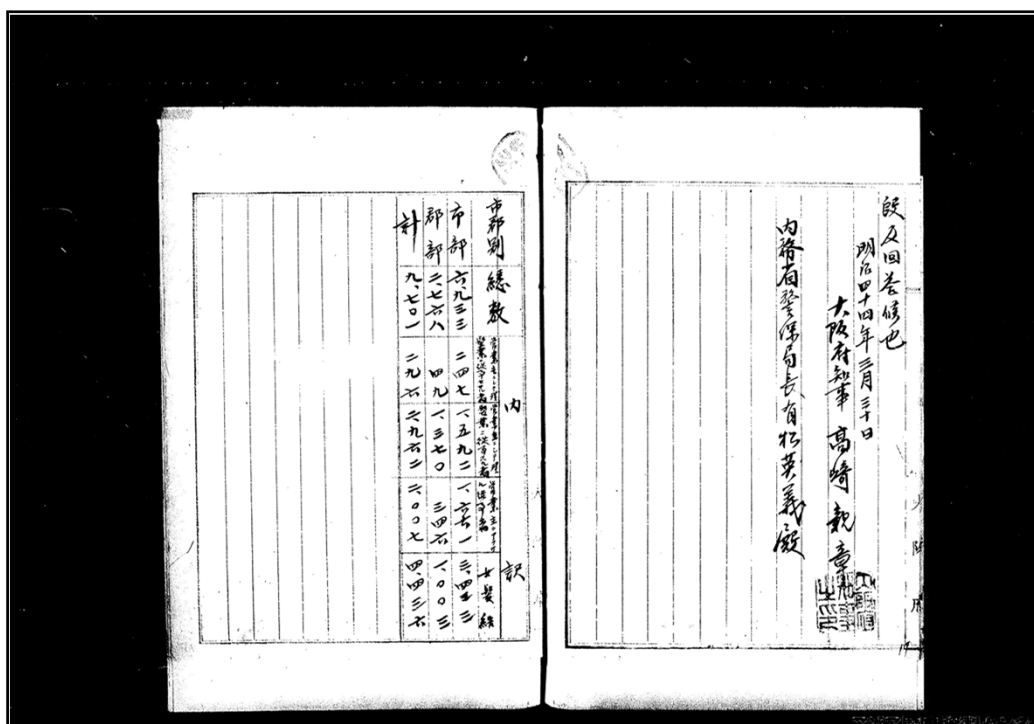 段及回答候也
明治四十四年三月三十日
大阪府知事 高崎親章
内務省警保局長有松英義殿
市郡別 總数 内訳 女髪結
市部 六、九三三 二四七 一、五九二 一、六六一 三、四三三
郡部 二、七六八 四九 一、三七〇 三四六 一、〇〇三
計 九、七〇一 二九六 二、九六二 二、〇〇七 四、四三六